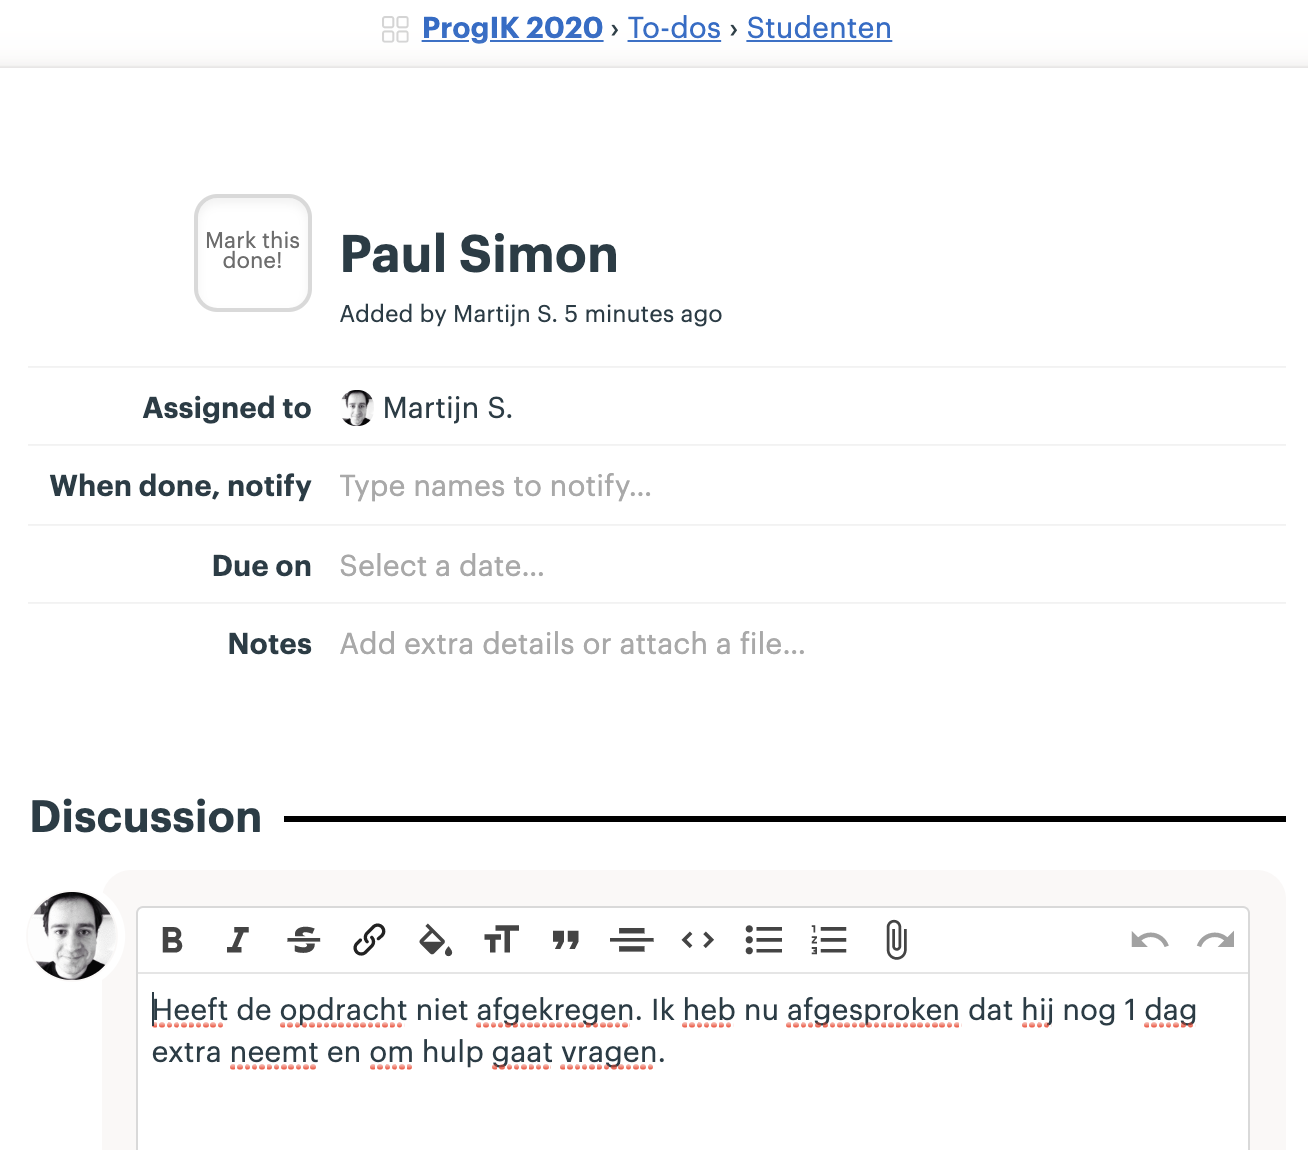 ProgIK 2020 › To-dos › Studenten
Mark this
done!
Paul Simon
Added by Martijn S. 5 minutes ago
Assigned to Martijn S.
When done, notify Type names to notify...
Due on Select a date...
Notes Add extra details or attach a file...
Discussion
Heeft de opdracht niet afgekregen. Ik heb nu afgesproken dat hij nog 1 dag
extra neemt en om hulp gaat vragen.